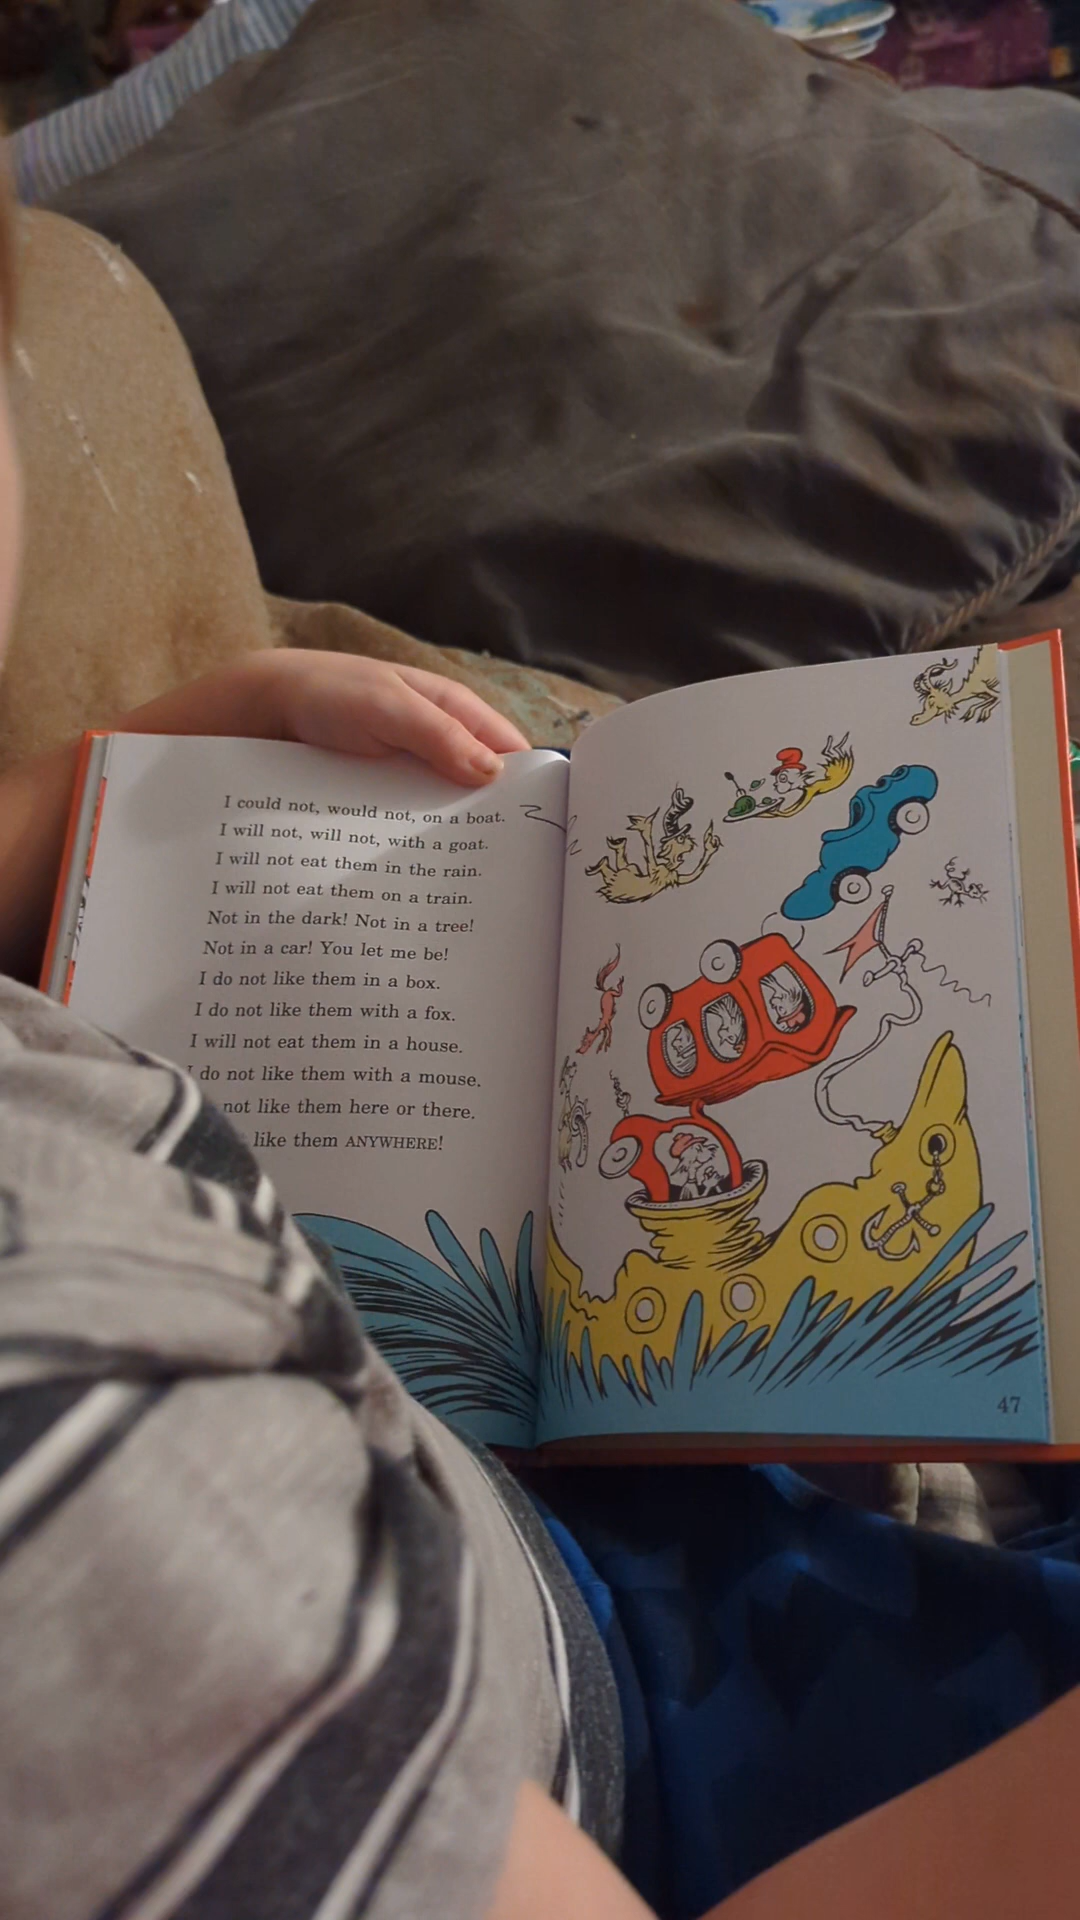 I could not, would not, on a boat.
I will not, will not, with a goat.
I will not eat them in the rain.
I will not eat them on a train.
Not in the dark! Not in a tree!
Not in a car! You let me be!
I do not like them in a box.
I do not like them with a fox.
I will not eat them in a house.
I do not like them with a mouse.
not like them here or there.
like them ANYWHERE!
47